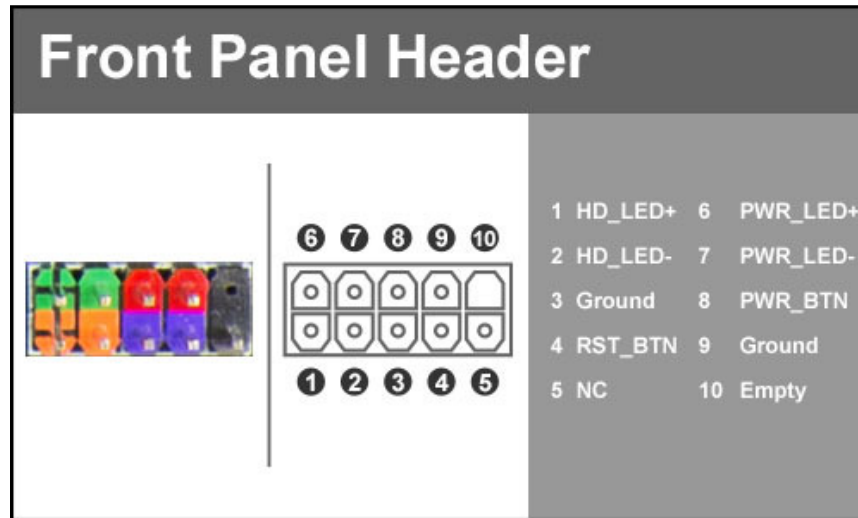 Front Panel Header
6 7 8 9 10
1 2 3 4 5
1 HD_LED+ 6 PWR_LED+
2 HD_LED- 7 PWR_LED-
3 Ground 8 PWR_BTN
4 RST_BTN 9 Ground
5 NC 10 Empty